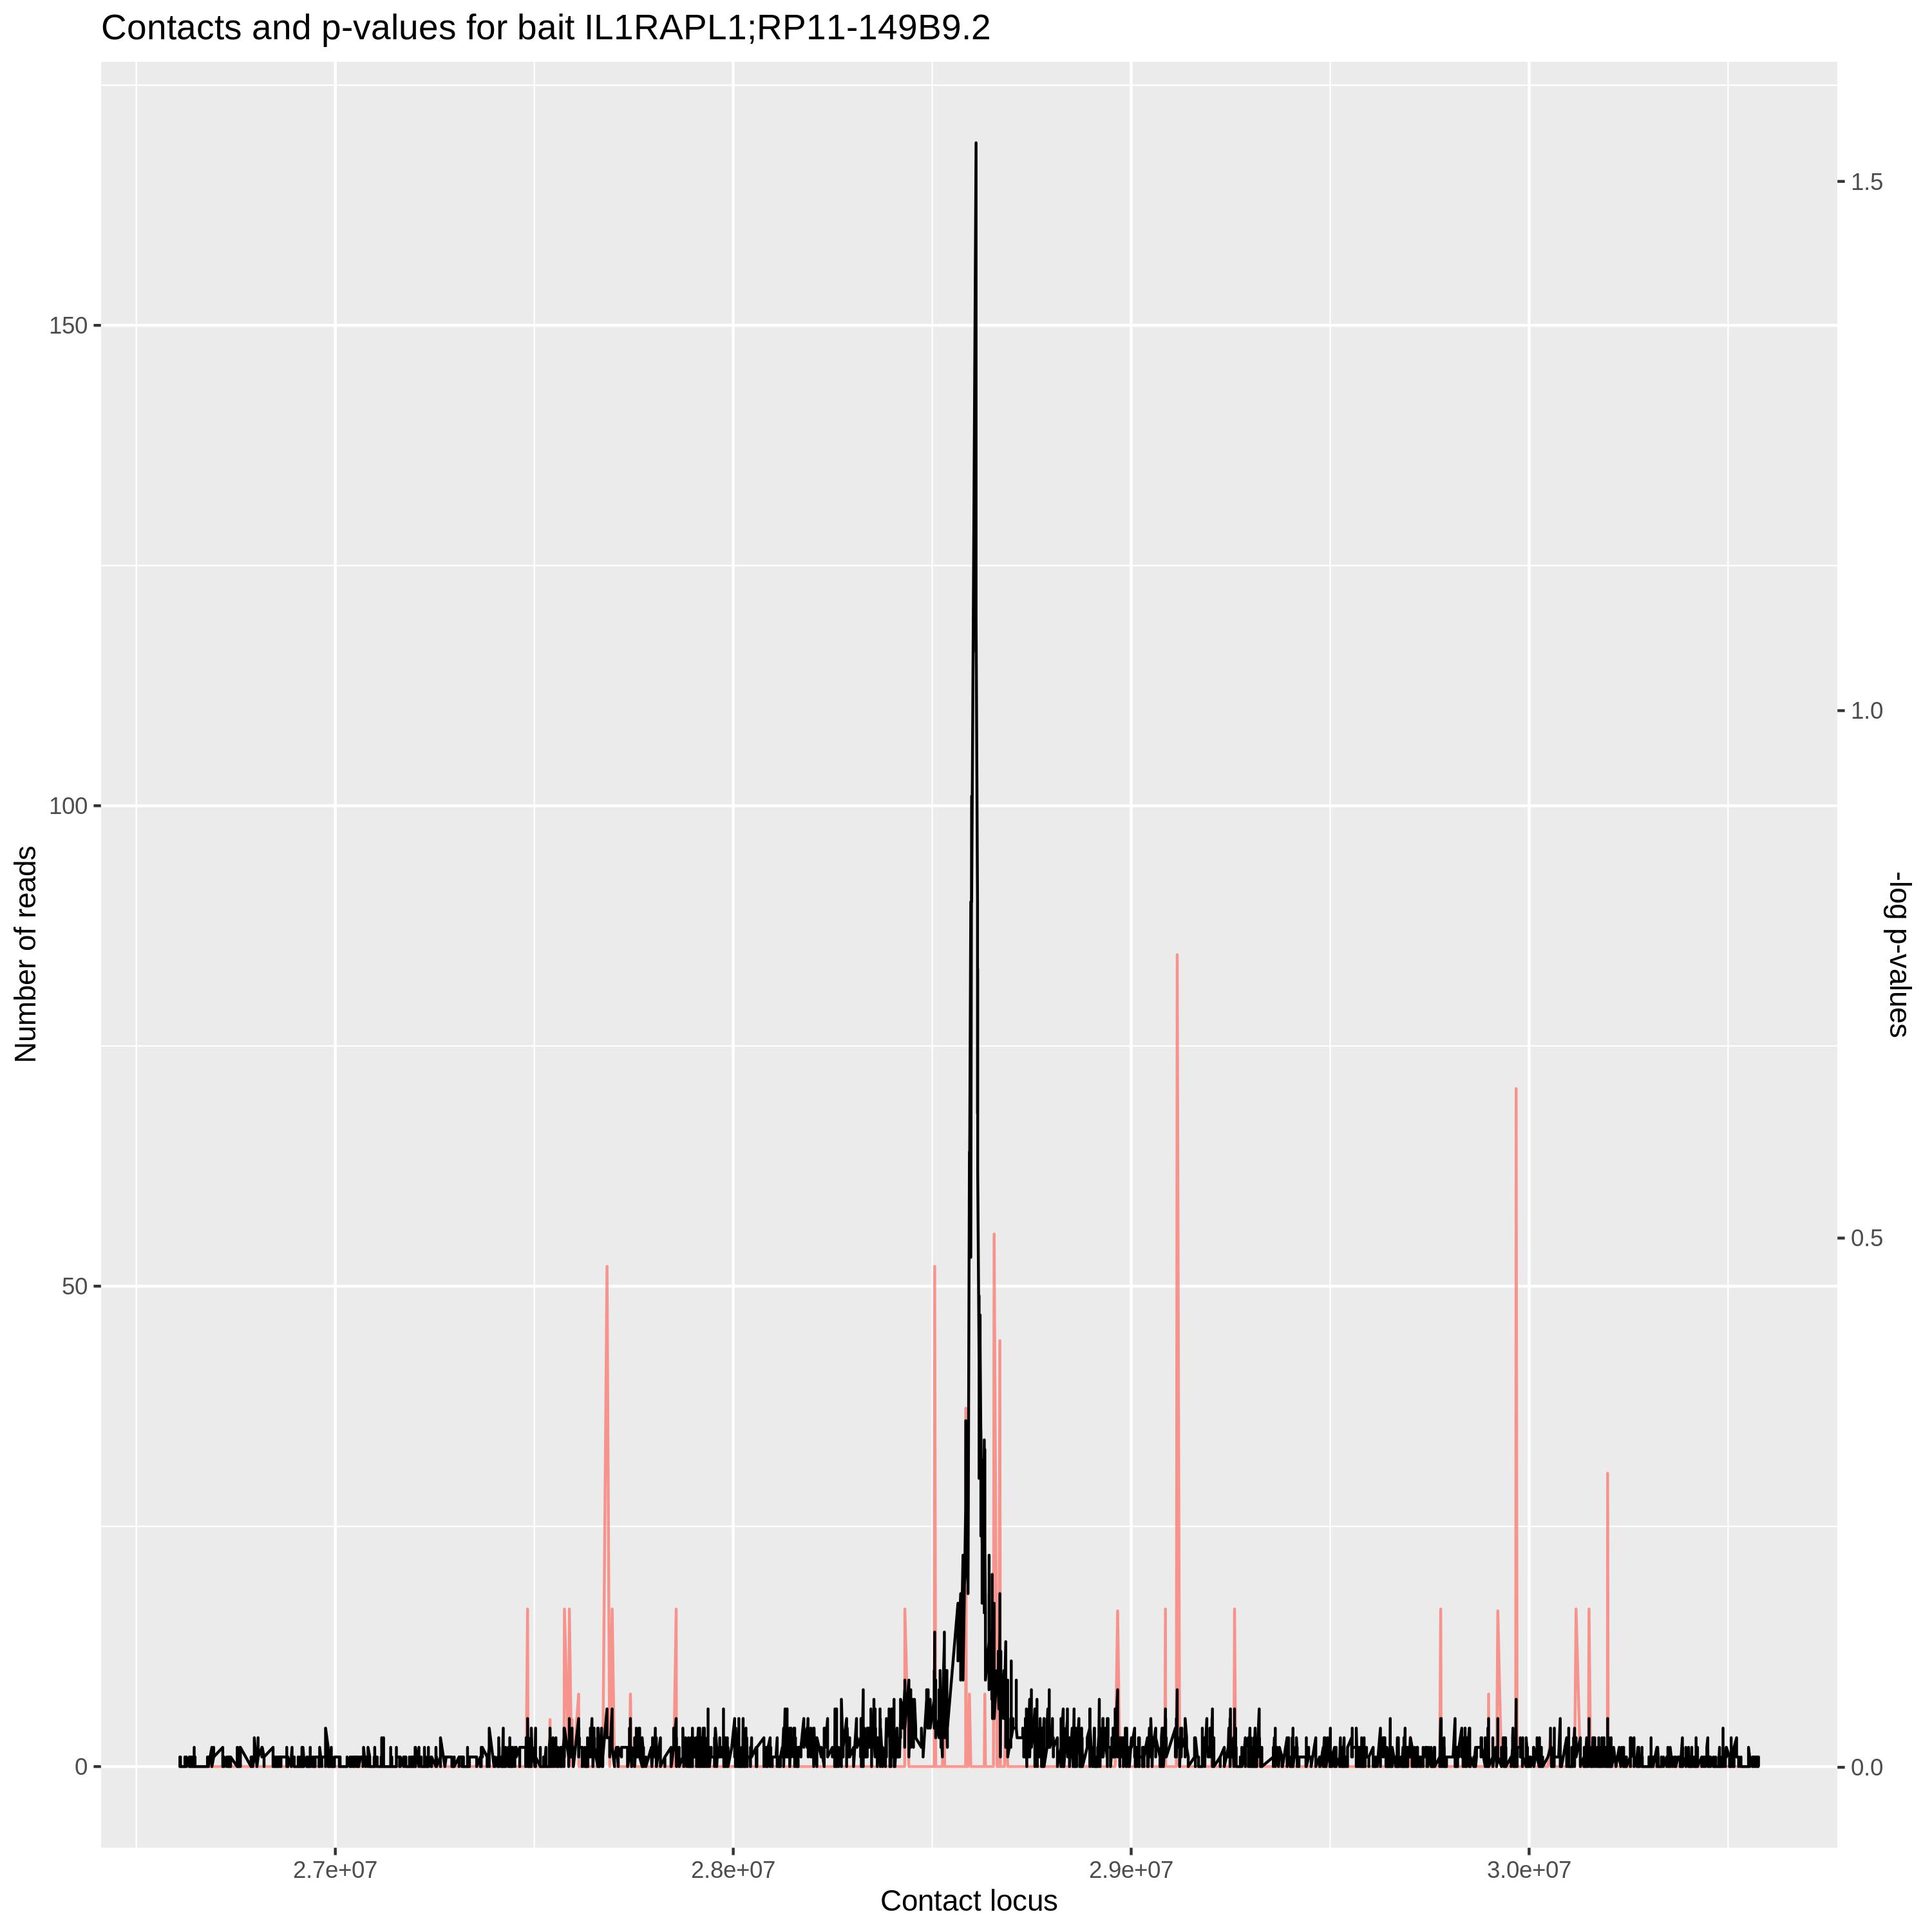 Contacts and p-values for bait IL1RAPL1;RP11-149B9.2
Number of reads
150
100
50
0
1.5
1.0
0.5
0.0
-log p-values
2.7e+07 2.8e+07 2.9e+07 3.0e+07
Contact locus